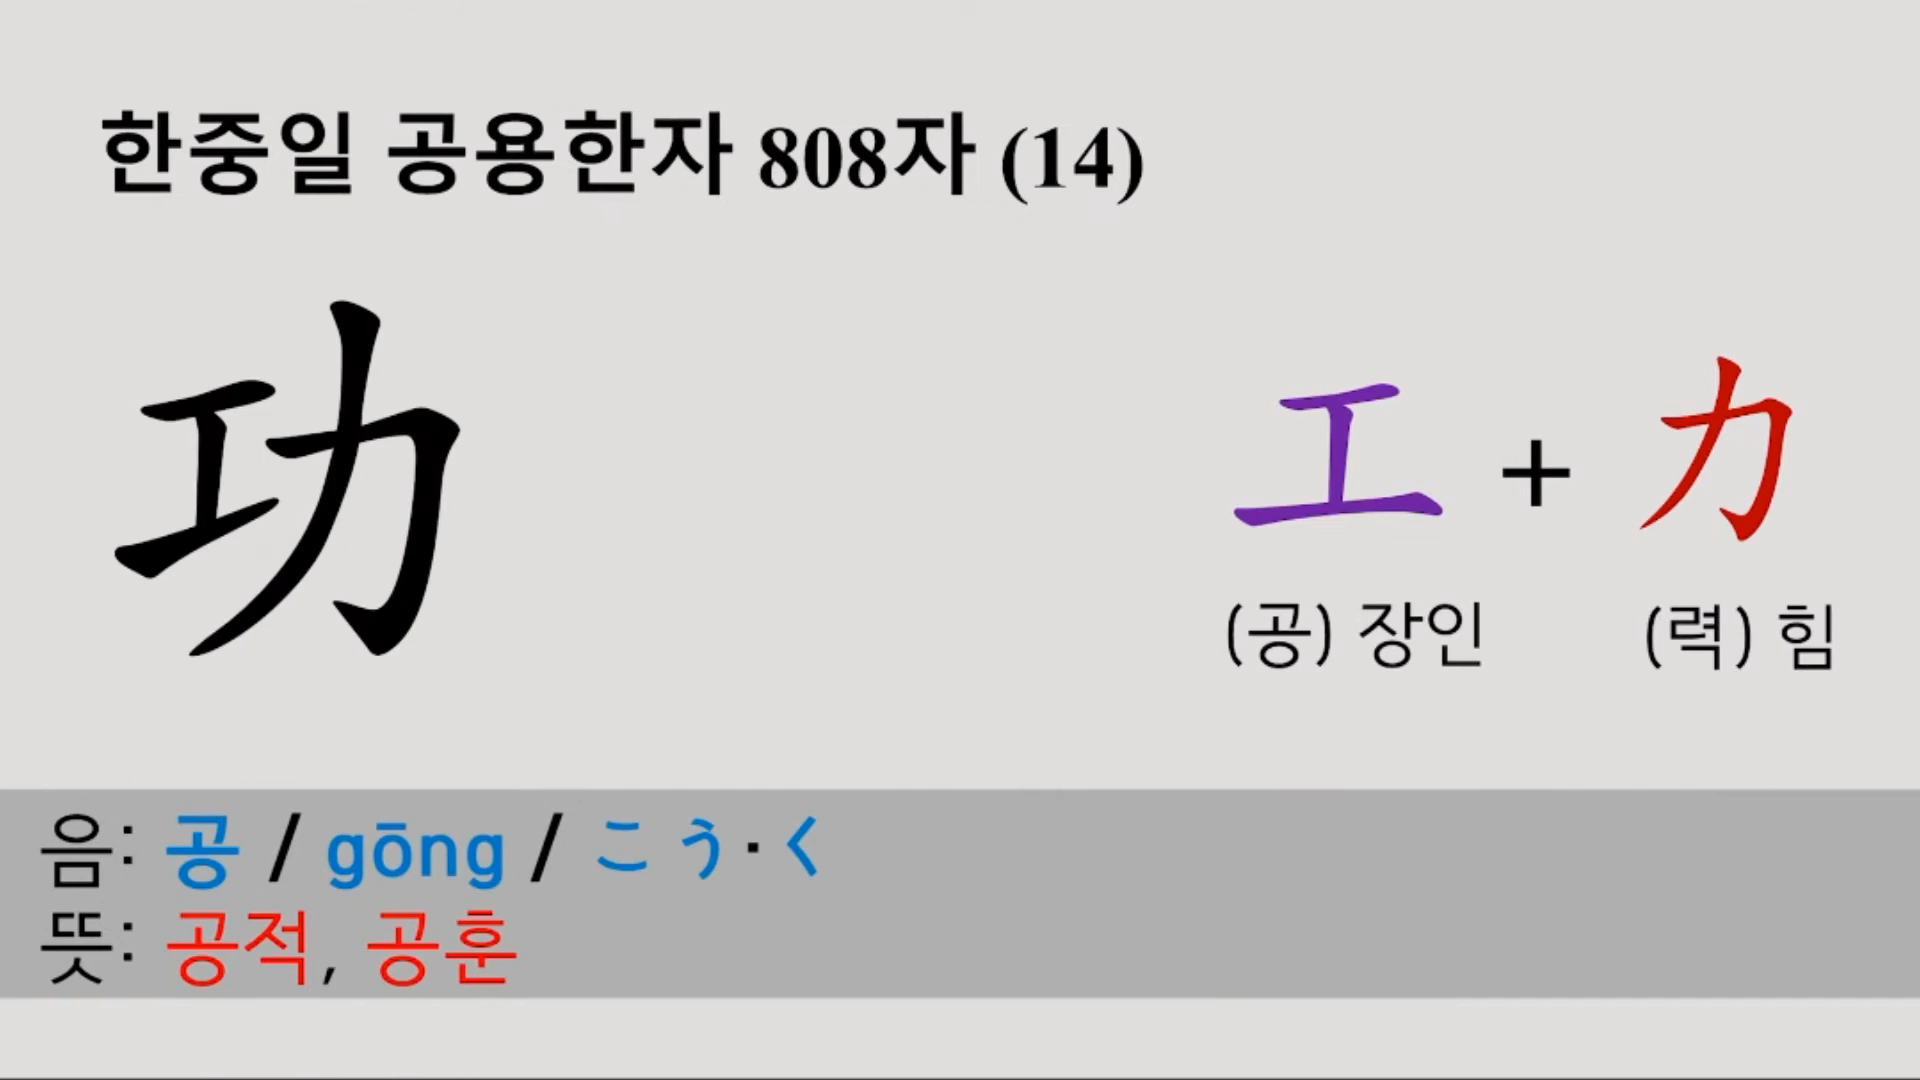 한중일 공용한자 808자 (14)
功
工 + 力
(공) 장인 (력) 힘
음: 공 / gōng / こう·く
뜻: 공적, 공훈